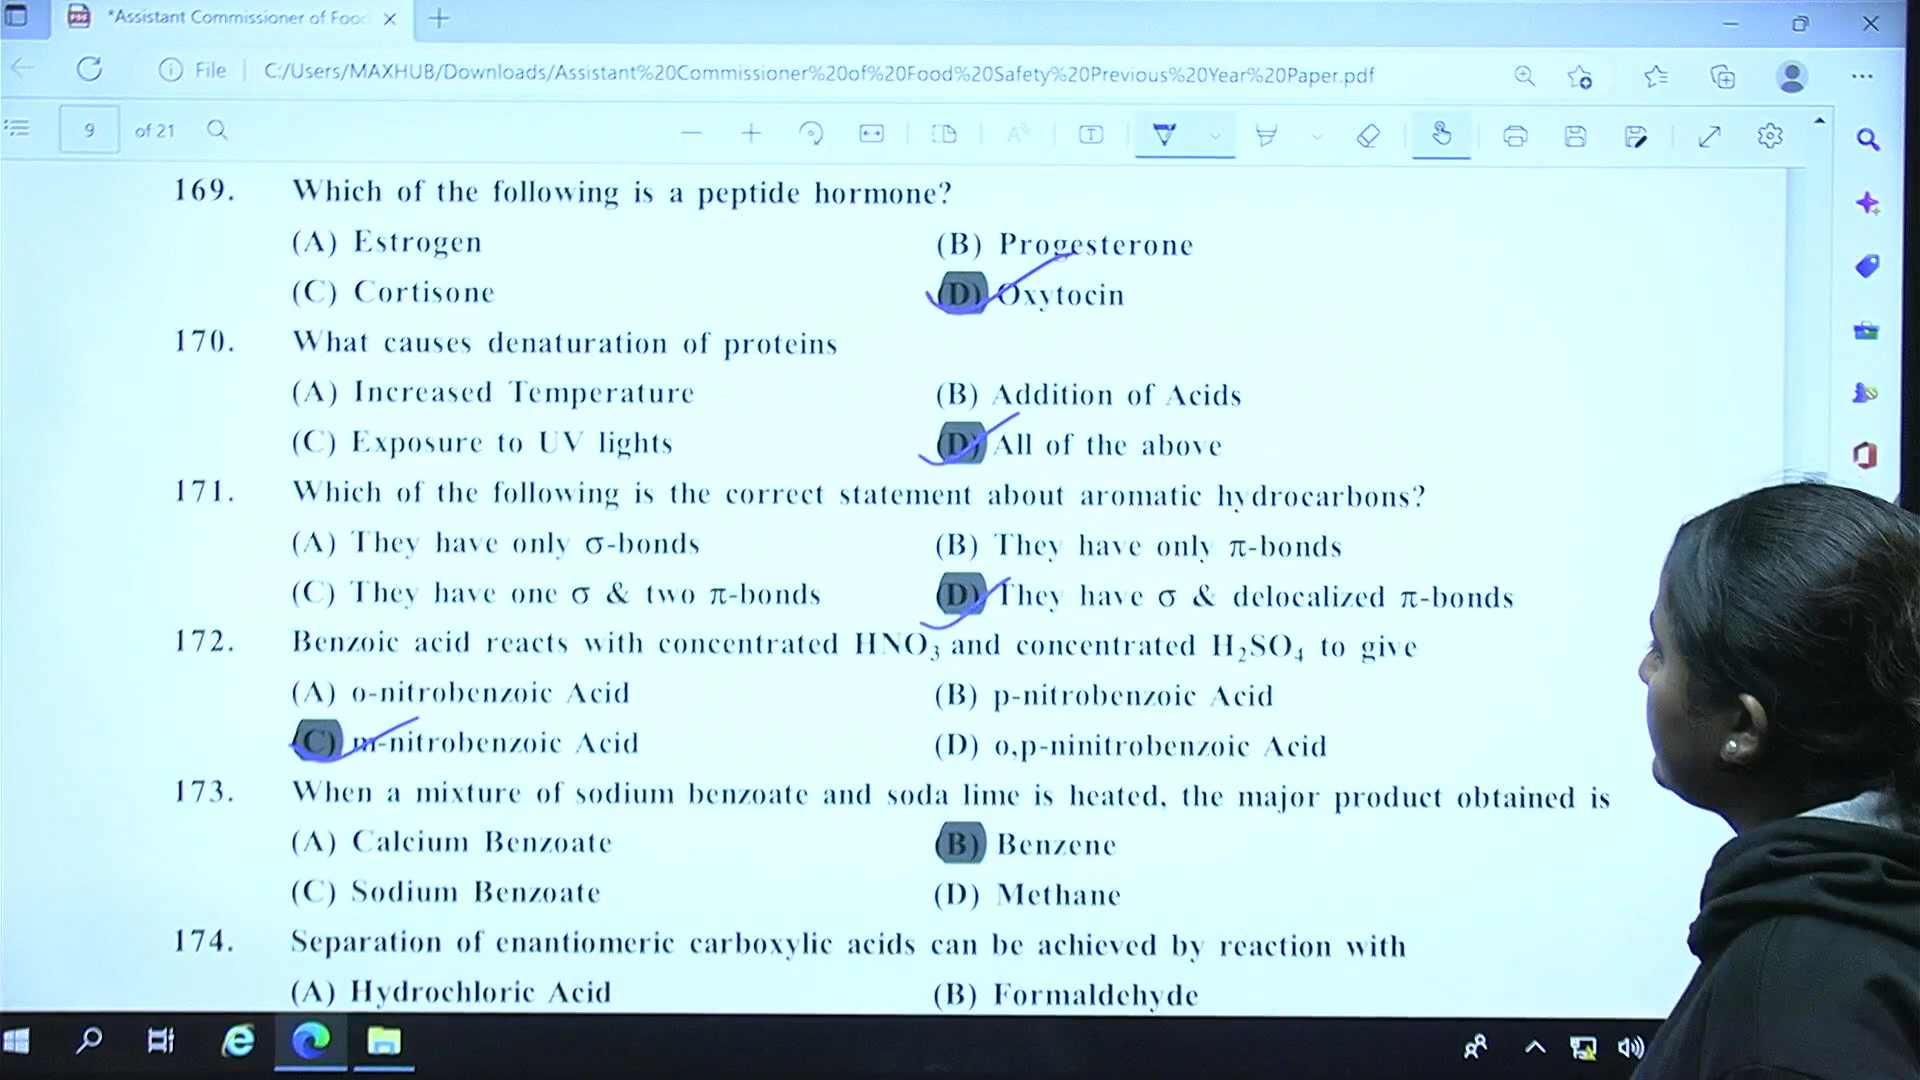 *Assistant Commissioner of Food
File
C:/Users/MAXHUB/Downloads/Assistant%20Commissioner%20of%20Food%20Safety%20Previous%20Year%20Paper.pdf
9 of 21
169. Which of the following is a peptide hormone?
(A) Estrogen (B) Progesterone
(C) Cortisone (D) Oxytocin
170. What causes denaturation of proteins
(A) Increased Temperature (B) Addition of Acids
(C) Exposure to UV lights (D) All of the above
171. Which of the following is the correct statement about aromatic hydrocarbons?
(A) They have only σ-bonds (B) They have only π-bonds
(C) They have one σ & two π-bonds (D) They have σ & delocalized π-bonds
172. Benzoic acid reacts with concentrated HNO₃ and concentrated H₂SO₄ to give
(A) o-nitrobenzoic Acid (B) p-nitrobenzoic Acid
(C) m-nitrobenzoic Acid (D) o,p-ninitrobenzoic Acid
173. When a mixture of sodium benzoate and soda lime is heated, the major product obtained is
(A) Calcium Benzoate (B) Benzene
(C) Sodium Benzoate (D) Methane
174. Separation of enantiomeric carboxylic acids can be achieved by reaction with
(A) Hydrochloric Acid (B) Formaldehyde